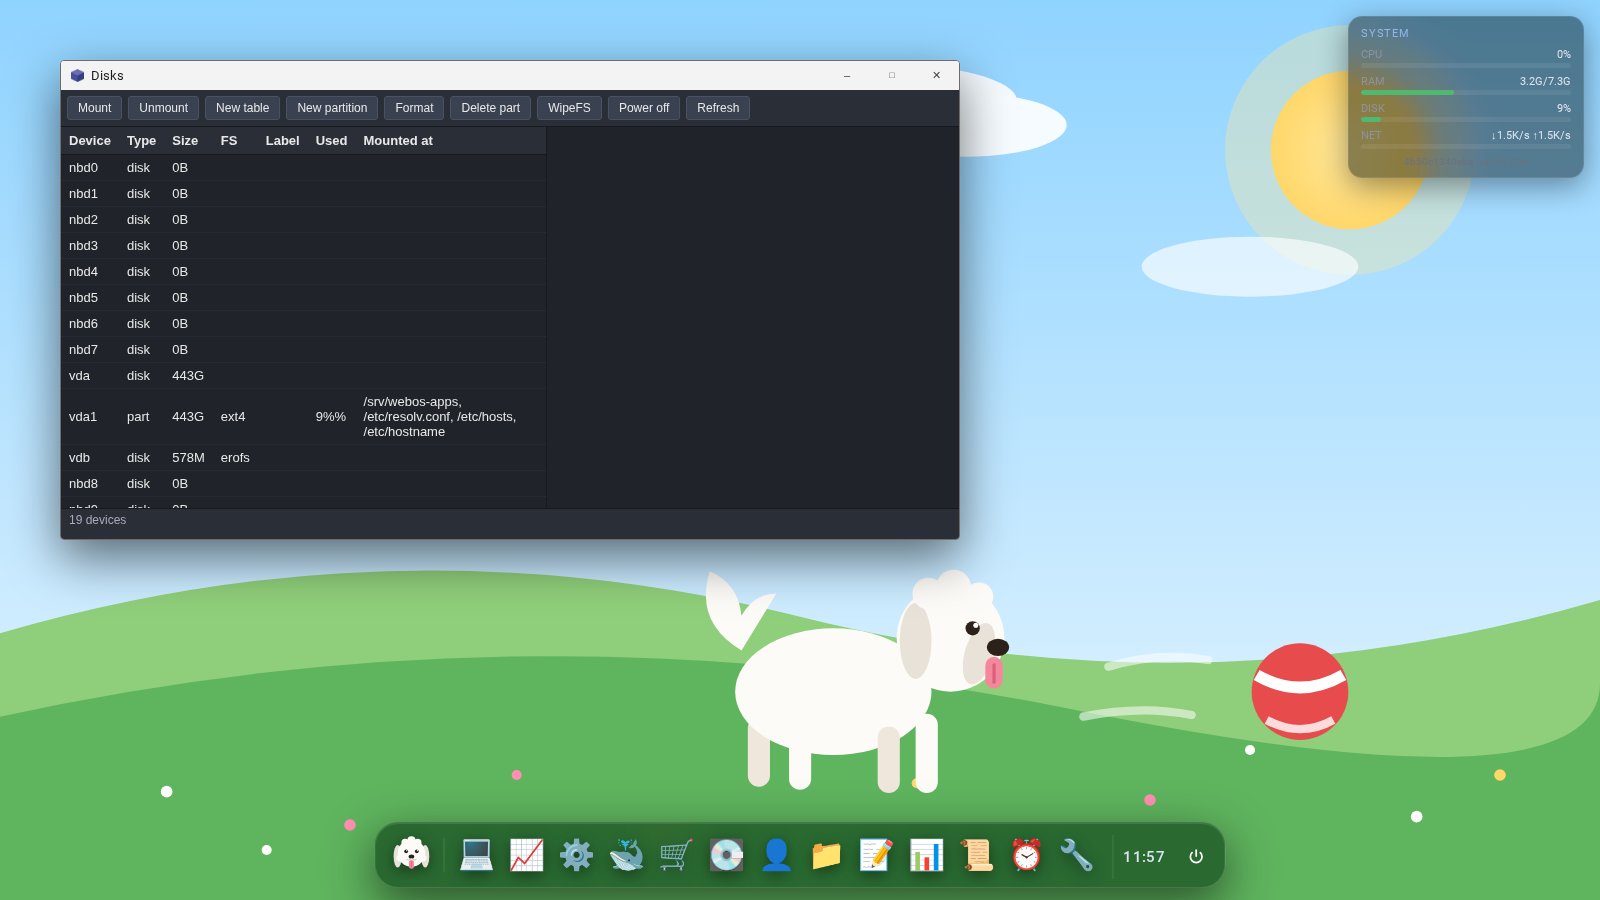 Disks
Mount Unmount New table New partition Format Delete part WipeFS Power off Refresh
Device Type Size FS Label Used Mounted at
nbd0 disk 0B
nbd1 disk 0B
nbd2 disk 0B
nbd3 disk 0B
nbd4 disk 0B
nbd5 disk 0B
nbd6 disk 0B
nbd7 disk 0B
vda disk 443G
vda1 part 443G ext4 9%% /srv/webos-apps,
/etc/resolv.conf, /etc/hosts,
/etc/hostname
vdb disk 578M erofs
nbd8 disk 0B
nbd9 disk 0B
19 devices
SYSTEM
CPU 0%
RAM 3.2G/7.3G
DISK 9%
NET ↓1.5K/s ↑1.5K/s
11:57